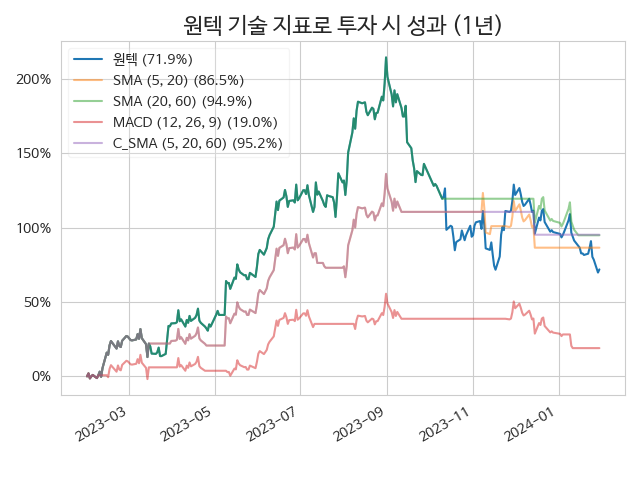 원텍 기술 지표로 투자 시 성과 (1년)
원텍 (71.9%)
SMA (5, 20) (86.5%)
SMA (20, 60) (94.9%)
MACD (12, 26, 9) (19.0%)
C_SMA (5, 20, 60) (95.2%)
200%
150%
100%
50%
0%
2023-03
2023-05
2023-07
2023-09
2023-11
2024-01